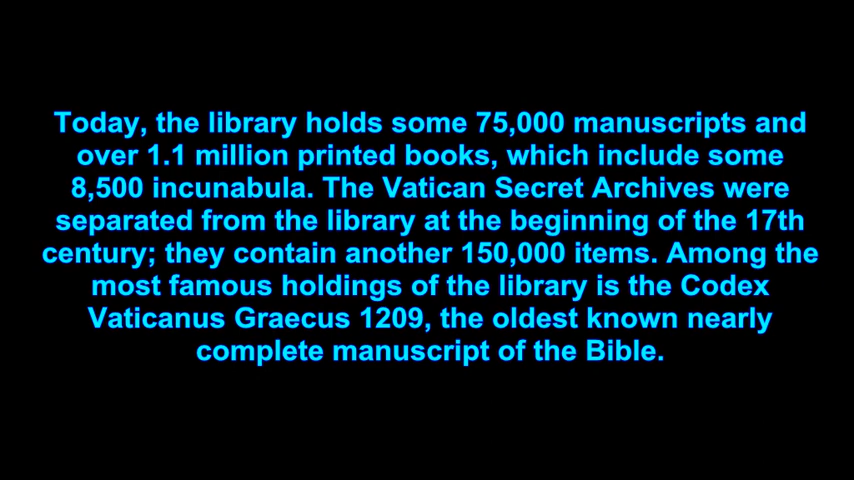 Today, the library holds some 75,000 manuscripts and
over 1.1 million printed books, which include some
8,500 incunabula. The Vatican Secret Archives were
separated from the library at the beginning of the 17th
century; they contain another 150,000 items. Among the
most famous holdings of the library is the Codex
Vaticanus Graecus 1209, the oldest known nearly
complete manuscript of the Bible.